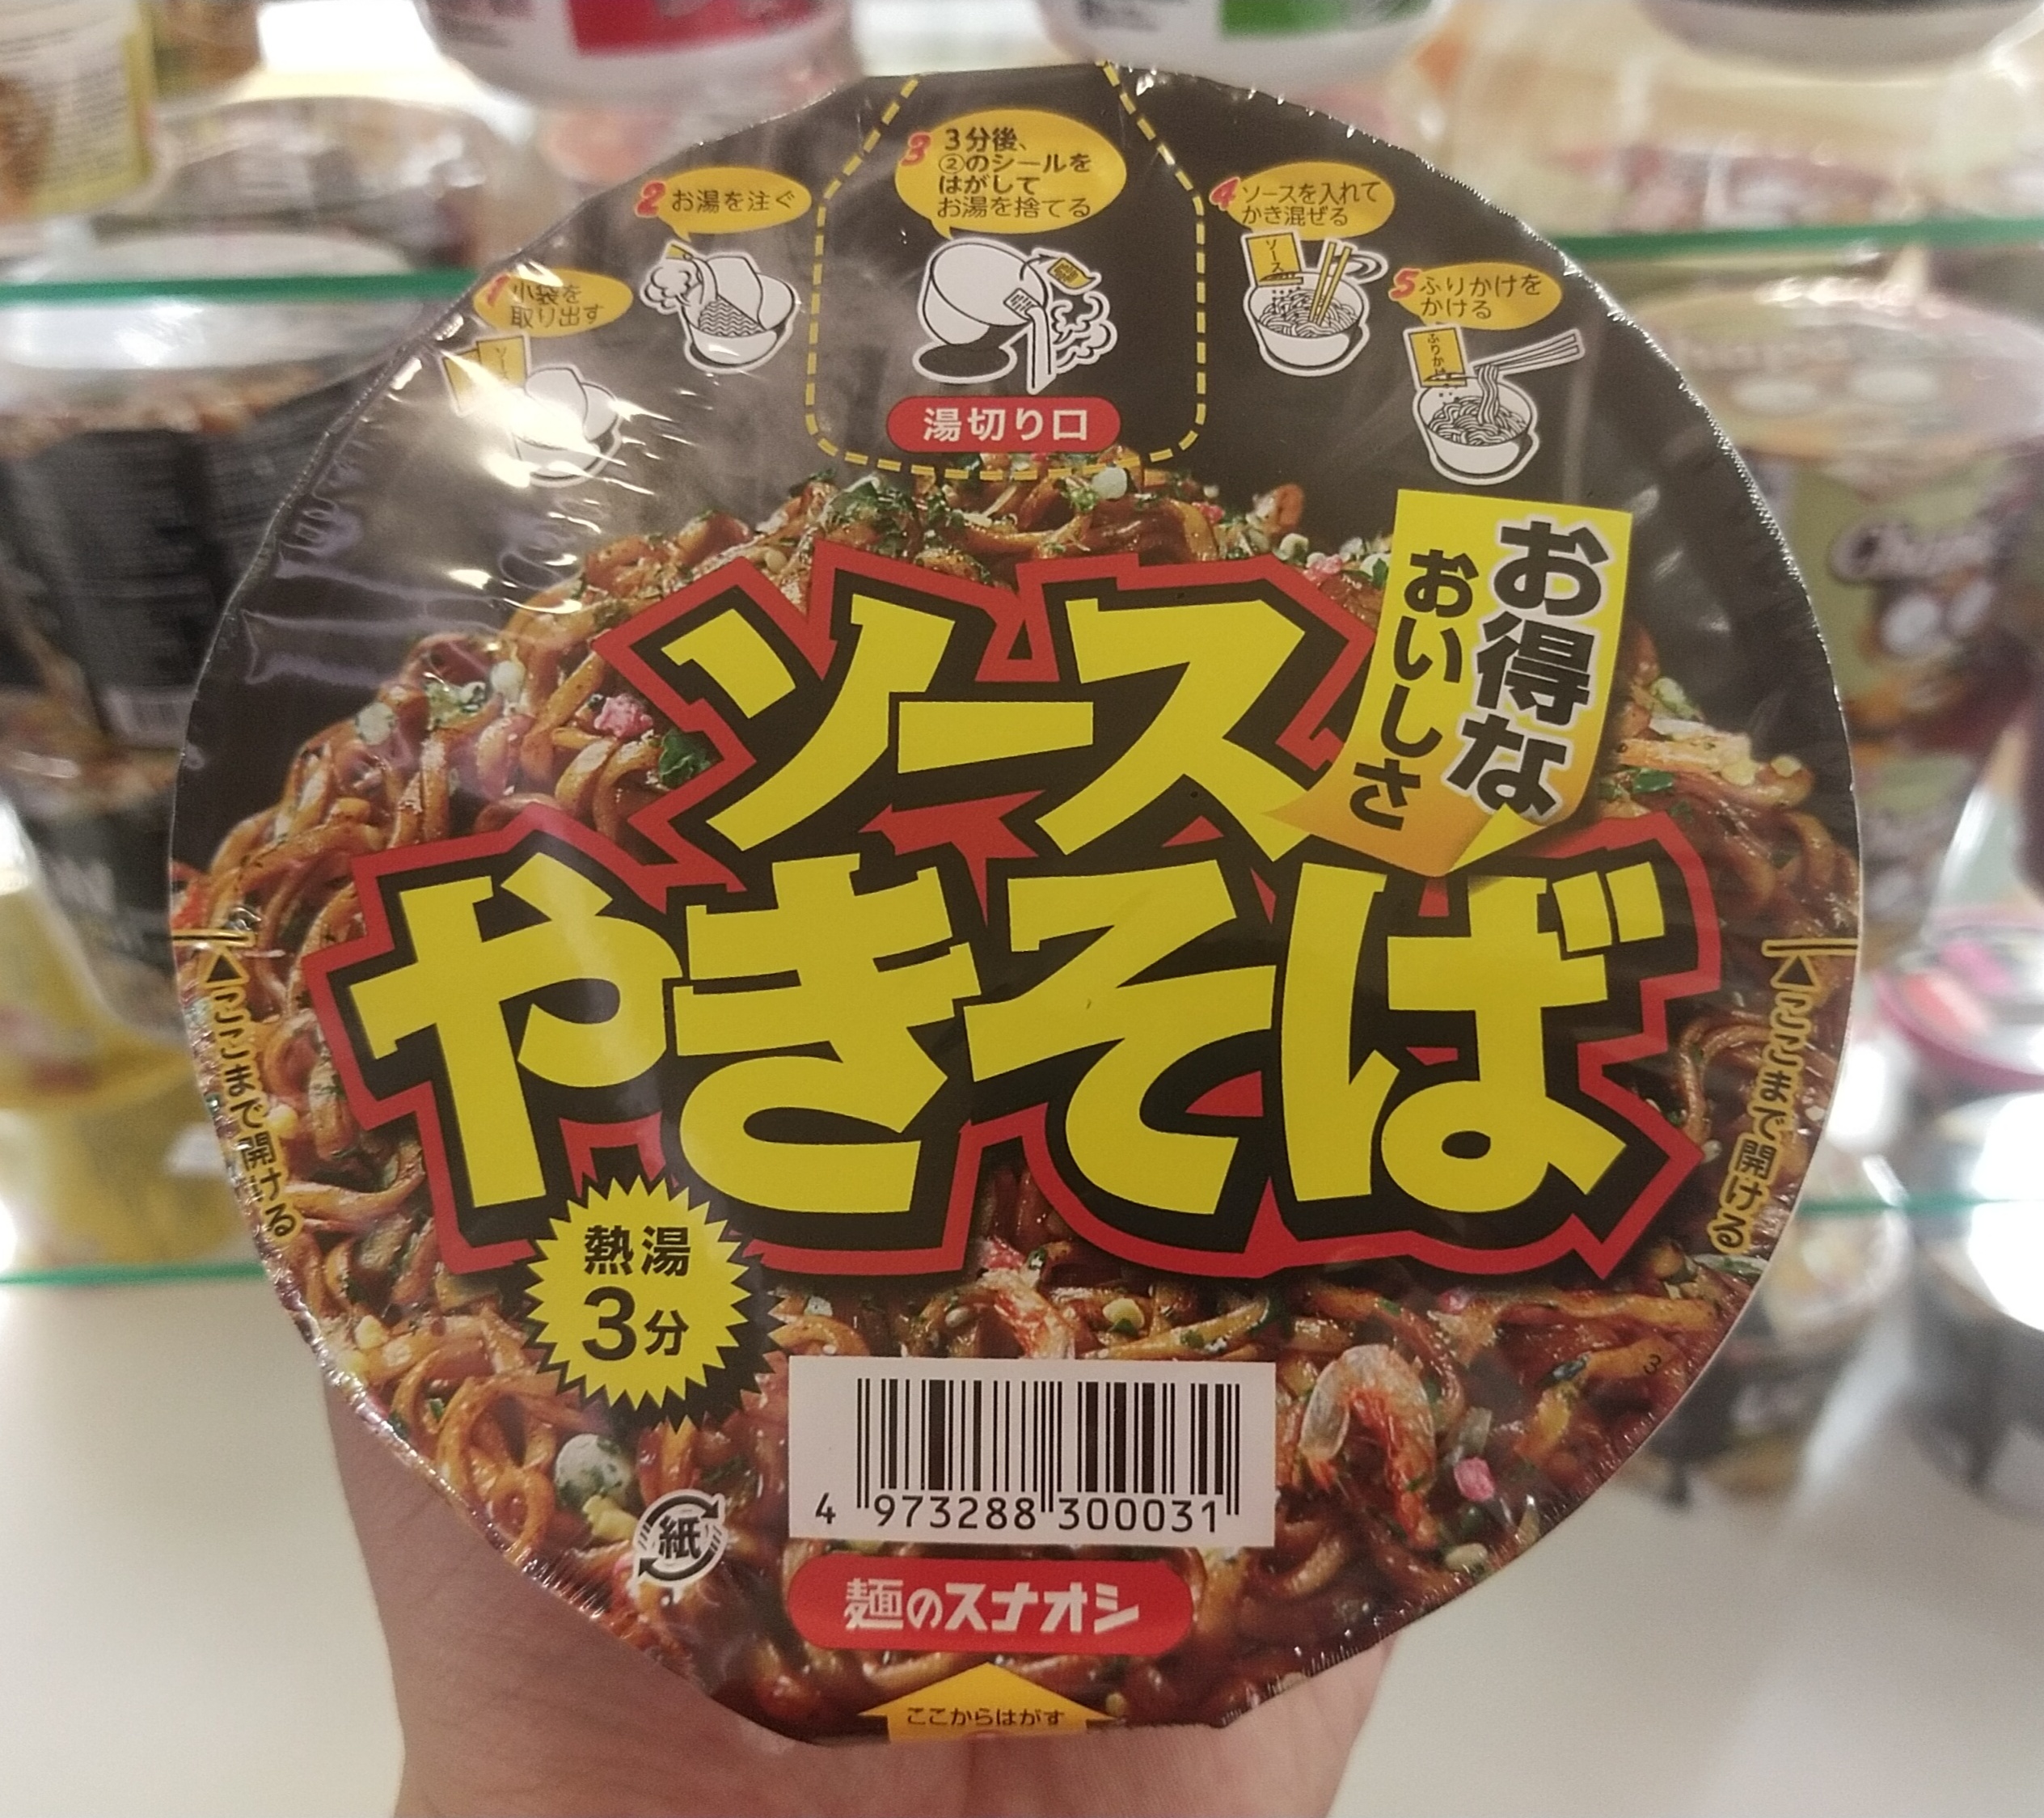 1 小袋を
取り出す
2 お湯を注ぐ
3 3分後、
②のシールを
はがして
お湯を捨てる
4 ソースを入れて
かき混ぜる
ソース
5 ふりかけを
かける
湯切り口
お得な
おいしさ
ソース
やきそば
ここまで開ける
ここまで開ける
熱湯
3分
3
4 973288 300031
紙
麺のスナオシ
ここからはがす